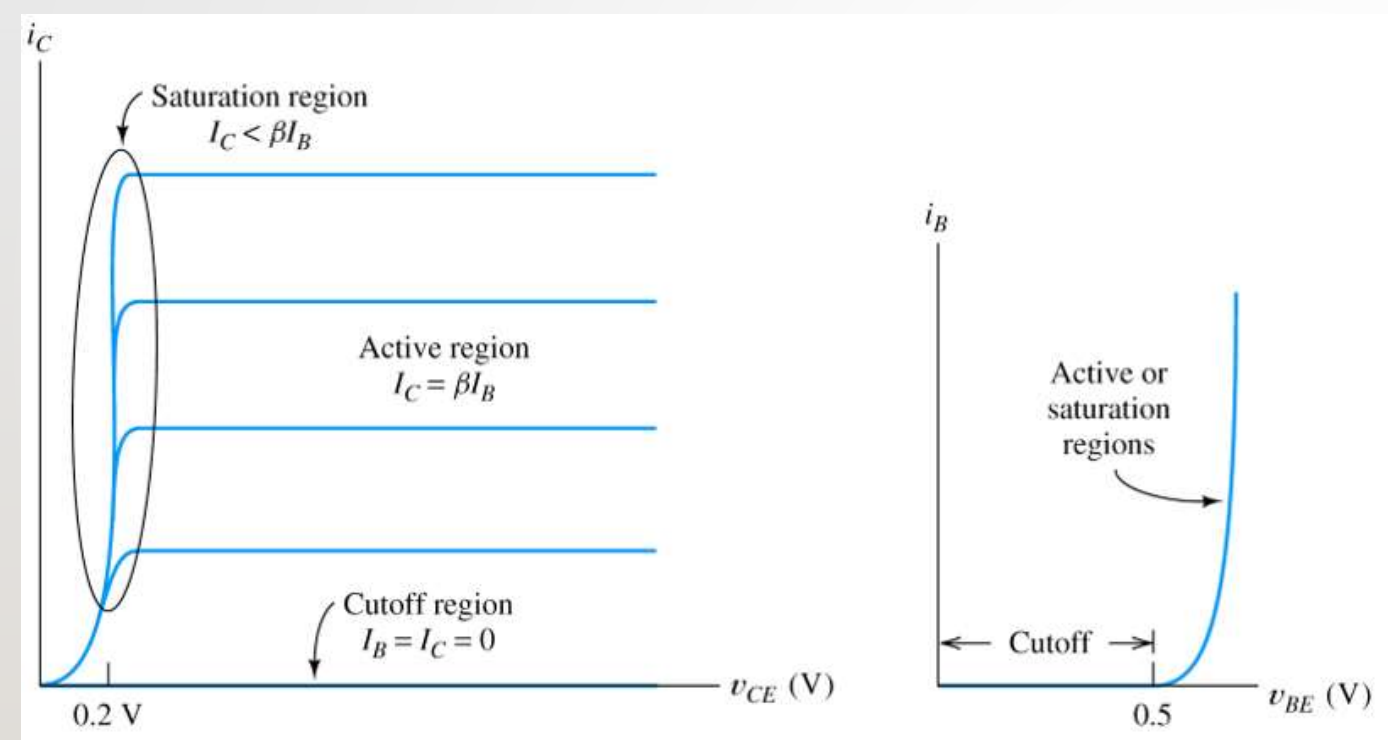 i_C
Saturation region
I_C < βI_B
Active region
I_C = βI_B
Cutoff region
I_B = I_C = 0
v_CE (V)
0.2 V
i_B
Active or
saturation
regions
Cutoff
v_BE (V)
0.5